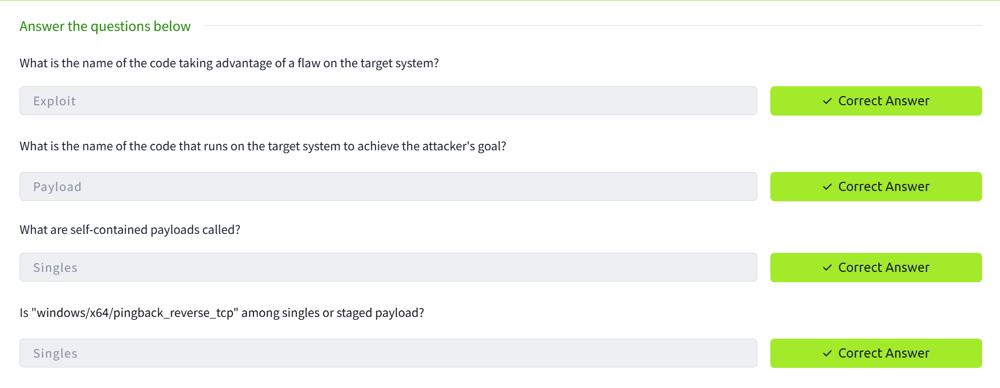 Answer the questions below
What is the name of the code taking advantage of a flaw on the target system?
Exploit
✓ Correct Answer
What is the name of the code that runs on the target system to achieve the attacker's goal?
Payload
✓ Correct Answer
What are self-contained payloads called?
Singles
✓ Correct Answer
Is "windows/x64/pingback_reverse_tcp" among singles or staged payload?
Singles
✓ Correct Answer